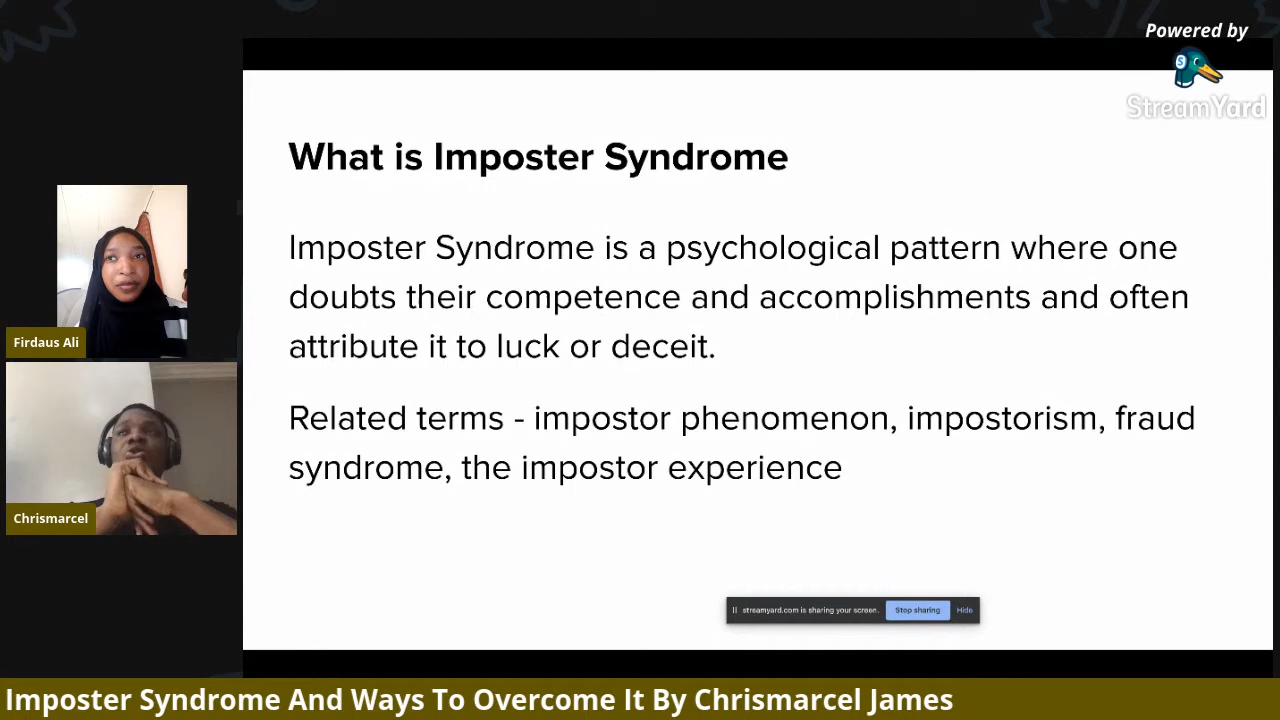 Powered by
StreamYard
What is Imposter Syndrome
Imposter Syndrome is a psychological pattern where one
doubts their competence and accomplishments and often
attribute it to luck or deceit.
Related terms - impostor phenomenon, impostorism, fraud
syndrome, the impostor experience
Firdaus Ali
Chrismarcel
streamyard.com is sharing your screen. Stop sharing Hide
Imposter Syndrome And Ways To Overcome It By Chrismarcel James